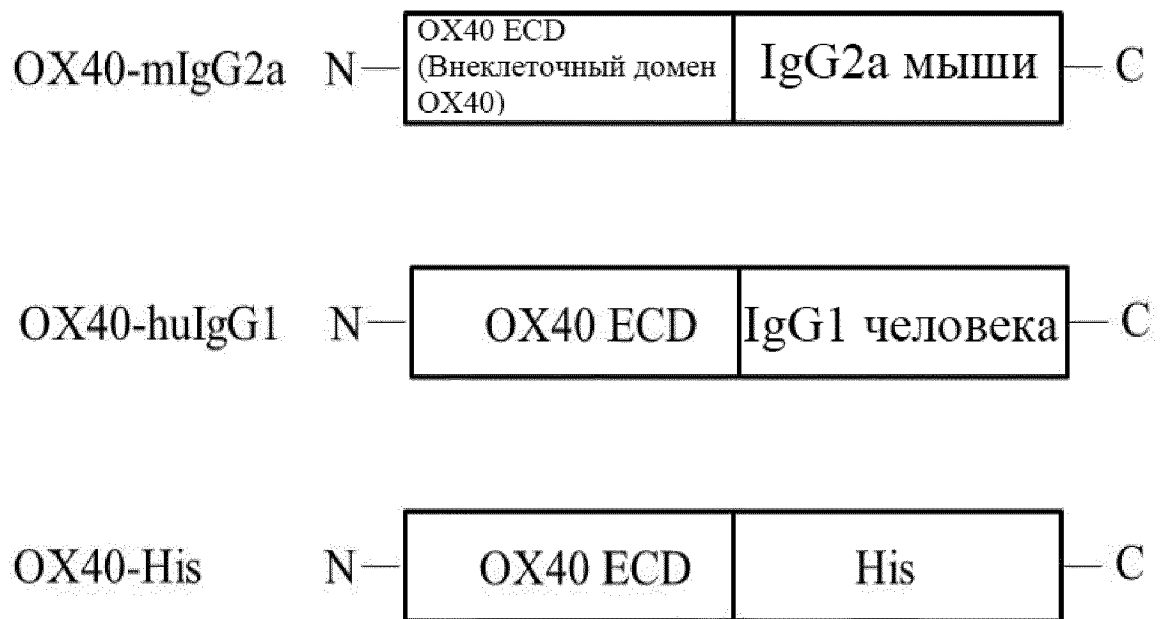 OX40-mIgG2a N OX40 ECD
(Внеклеточный домен
OX40) IgG2a мыши C
OX40-huIgG1 N OX40 ECD IgG1 человека C
OX40-His N OX40 ECD His C